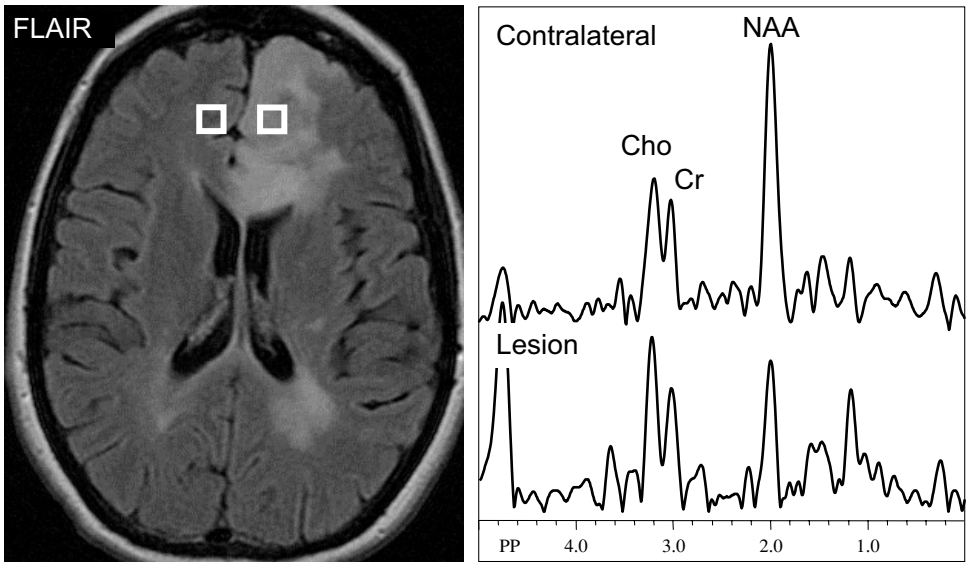 FLAIR
Contralateral
NAA
Cho
Cr
Lesion
PP 4.0 3.0 2.0 1.0